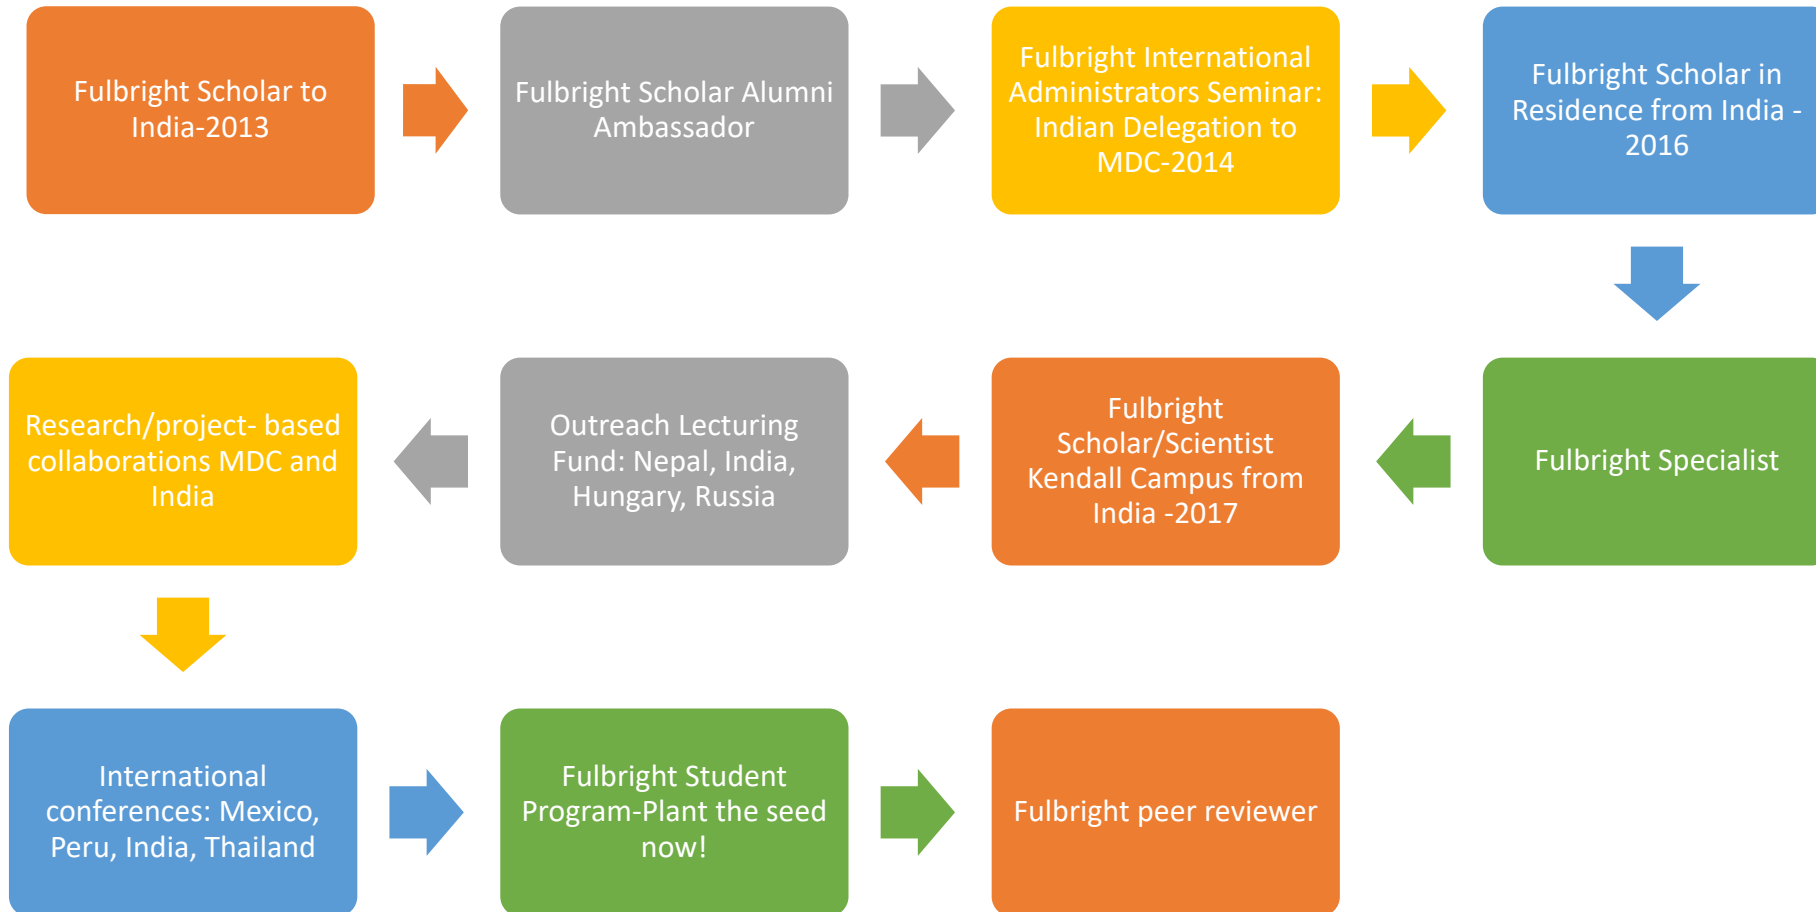 Fulbright Scholar to
India-2013
Fulbright Scholar Alumni
Ambassador
Fulbright International
Administrators Seminar:
Indian Delegation to
MDC-2014
Fulbright Scholar in
Residence from India -
2016
Fulbright Specialist
Fulbright
Scholar/Scientist
Kendall Campus from
India -2017
Outreach Lecturing
Fund: Nepal, India,
Hungary, Russia
Research/project- based
collaborations MDC and
India
International
conferences: Mexico,
Peru, India, Thailand
Fulbright Student
Program-Plant the seed
now!
Fulbright peer reviewer